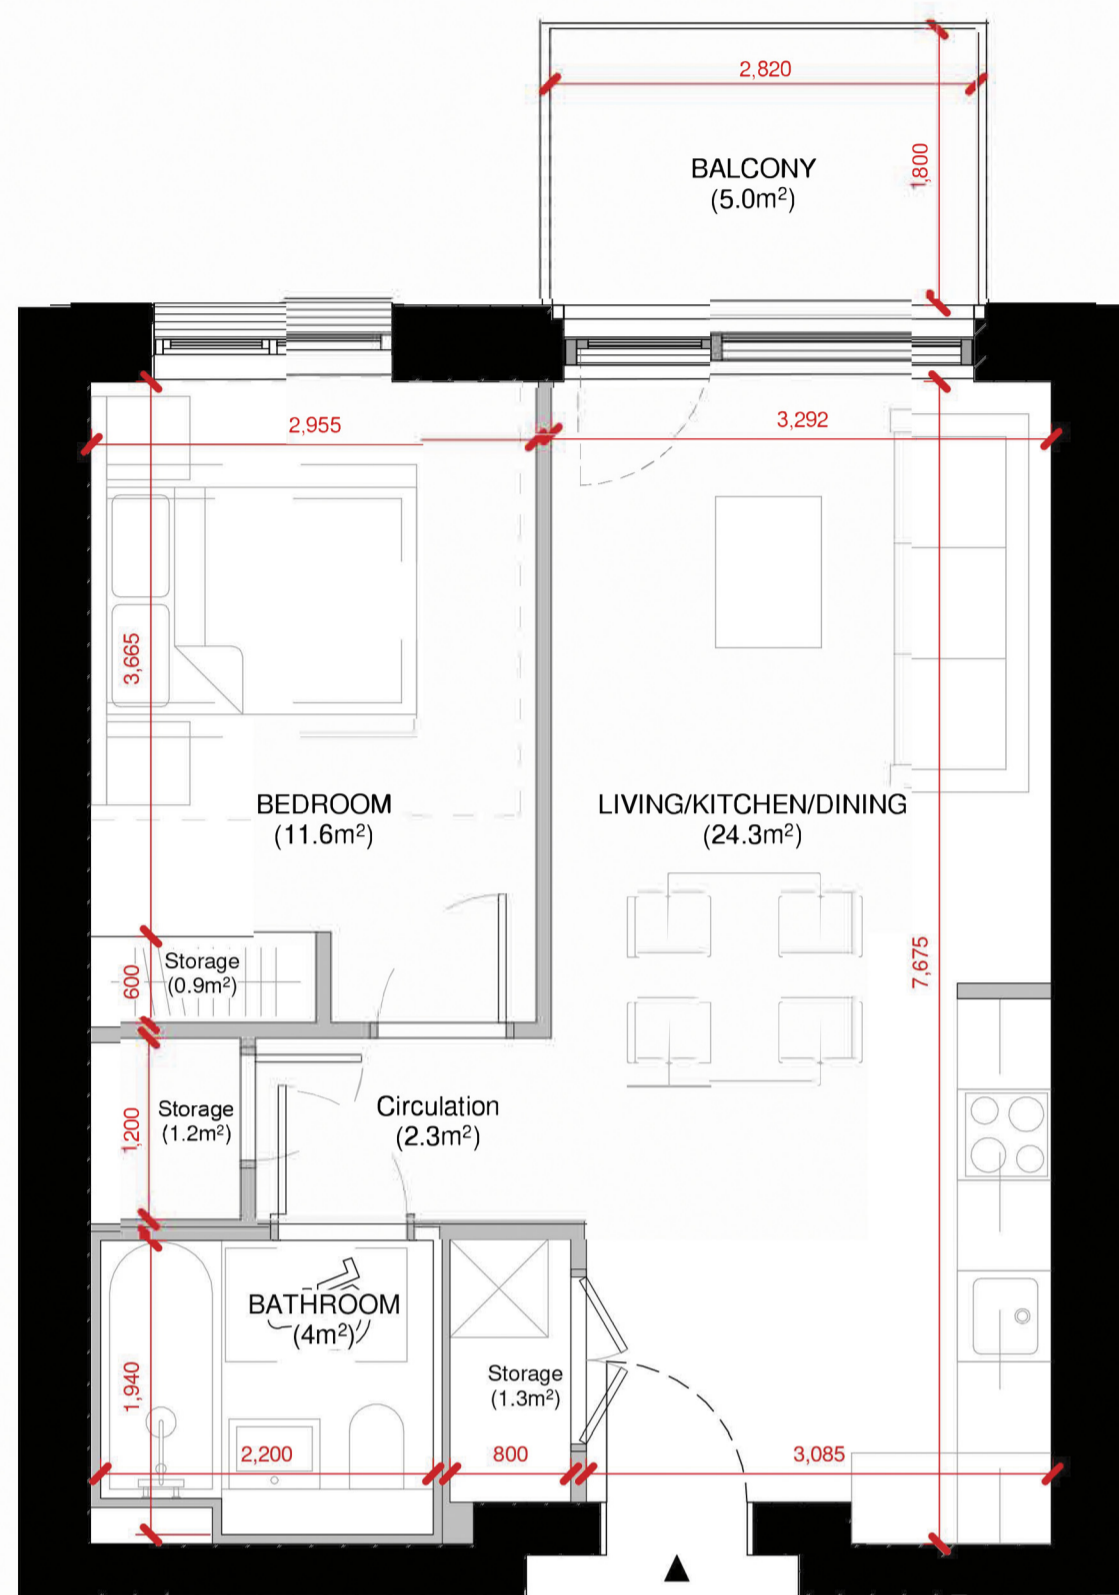 2,820
1,800
BALCONY
(5.0m²)
2,955
3,292
3,665
BEDROOM
(11.6m²)
LIVING/KITCHEN/DINING
(24.3m²)
7,675
600
Storage
(0.9m²)
1,200
Storage
(1.2m²)
Circulation
(2.3m²)
BATHROOM
(4m²)
1,940
Storage
(1.3m²)
2,200
800
3,085